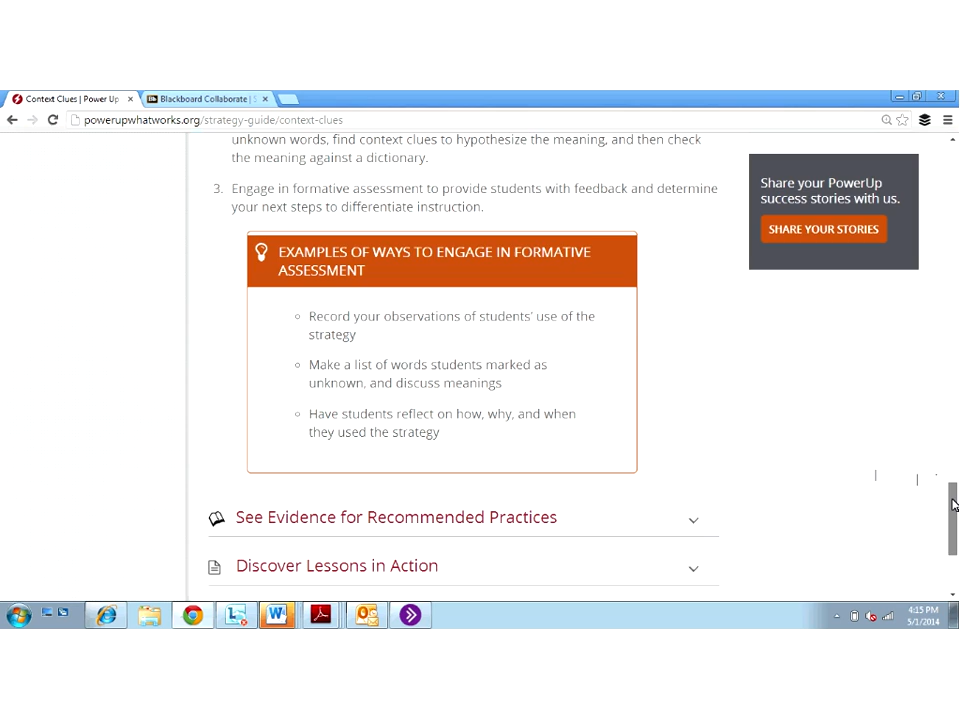 Context Clues | Power Up
Blackboard Collaborate |
powerupwhatworks.org/strategy-guide/context-clues
unknown words, find context clues to hypothesize the meaning, and then check
the meaning against a dictionary.
3. Engage in formative assessment to provide students with feedback and determine
your next steps to differentiate instruction.
Share your PowerUp
success stories with us.
SHARE YOUR STORIES
EXAMPLES OF WAYS TO ENGAGE IN FORMATIVE
ASSESSMENT
Record your observations of students' use of the
strategy
Make a list of words students marked as
unknown, and discuss meanings
Have students reflect on how, why, and when
they used the strategy
See Evidence for Recommended Practices
Discover Lessons in Action
4:15 PM
5/1/2014